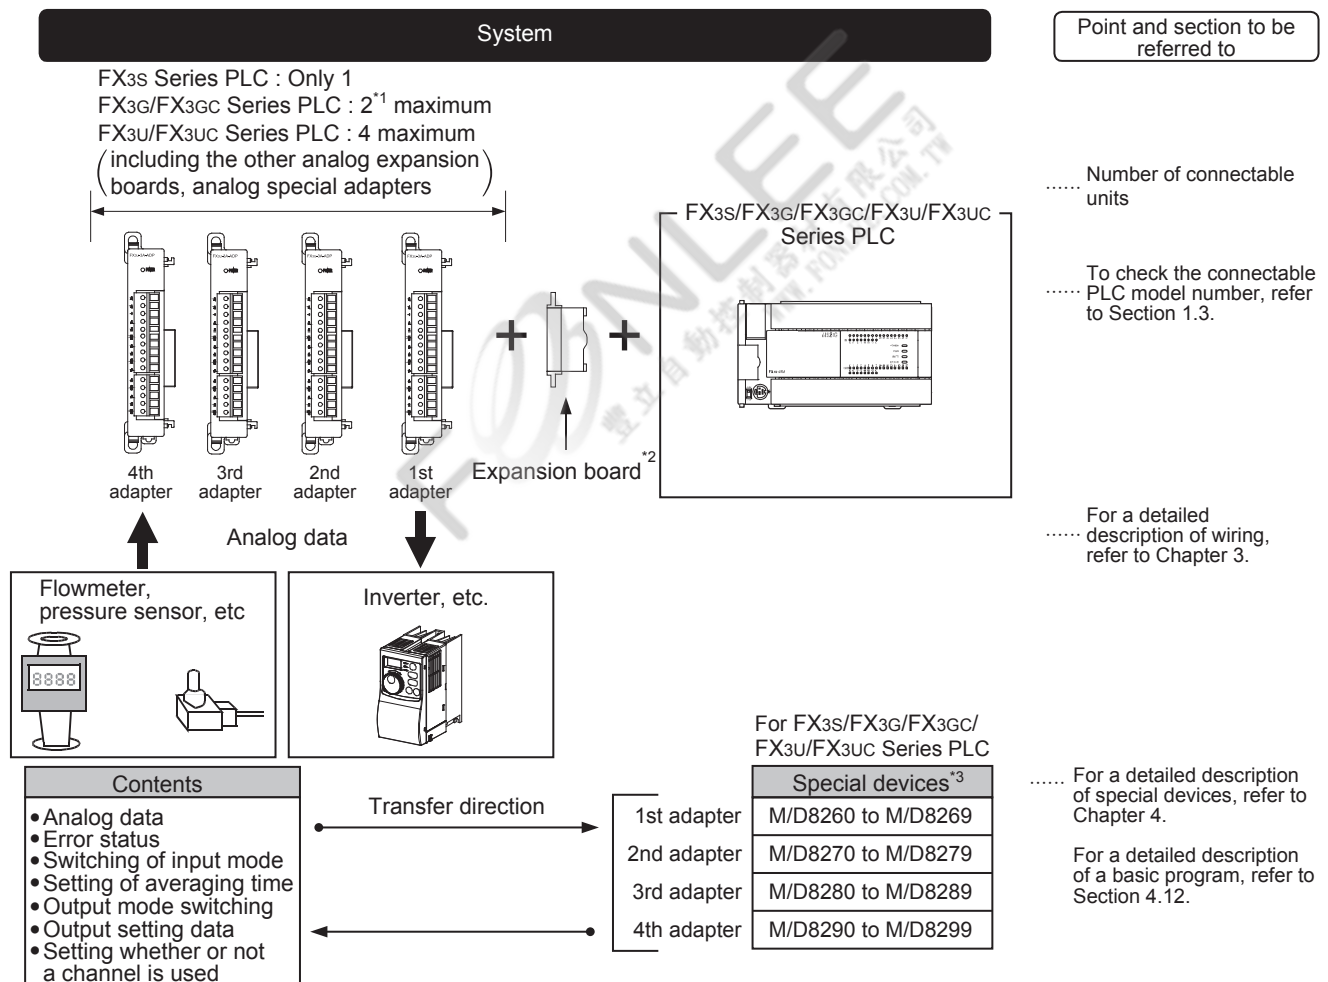 System
Point and section to be
referred to
FX3S Series PLC : Only 1
FX3G/FX3GC Series PLC : 2*1 maximum
FX3U/FX3UC Series PLC : 4 maximum
(including the other analog expansion
boards, analog special adapters)
Number of connectable
units
FX3S/FX3G/FX3GC/FX3U/FX3UC
Series PLC
To check the connectable
PLC model number, refer
to Section 1.3.
4th
adapter
3rd
adapter
2nd
adapter
1st
adapter
Expansion board*2
Analog data
For a detailed
description of wiring,
refer to Chapter 3.
Flowmeter,
pressure sensor, etc
8888
Inverter, etc.
Contents
• Analog data
• Error status
• Switching of input mode
• Setting of averaging time
• Output mode switching
• Output setting data
• Setting whether or not
a channel is used
Transfer direction
For FX3S/FX3G/FX3GC/
FX3U/FX3UC Series PLC
Special devices*3
1st adapter M/D8260 to M/D8269
2nd adapter M/D8270 to M/D8279
3rd adapter M/D8280 to M/D8289
4th adapter M/D8290 to M/D8299
For a detailed description
of special devices, refer to
Chapter 4.
For a detailed description
of a basic program, refer to
Section 4.12.
FONLEE
WWW.FONLEE.COM.TW